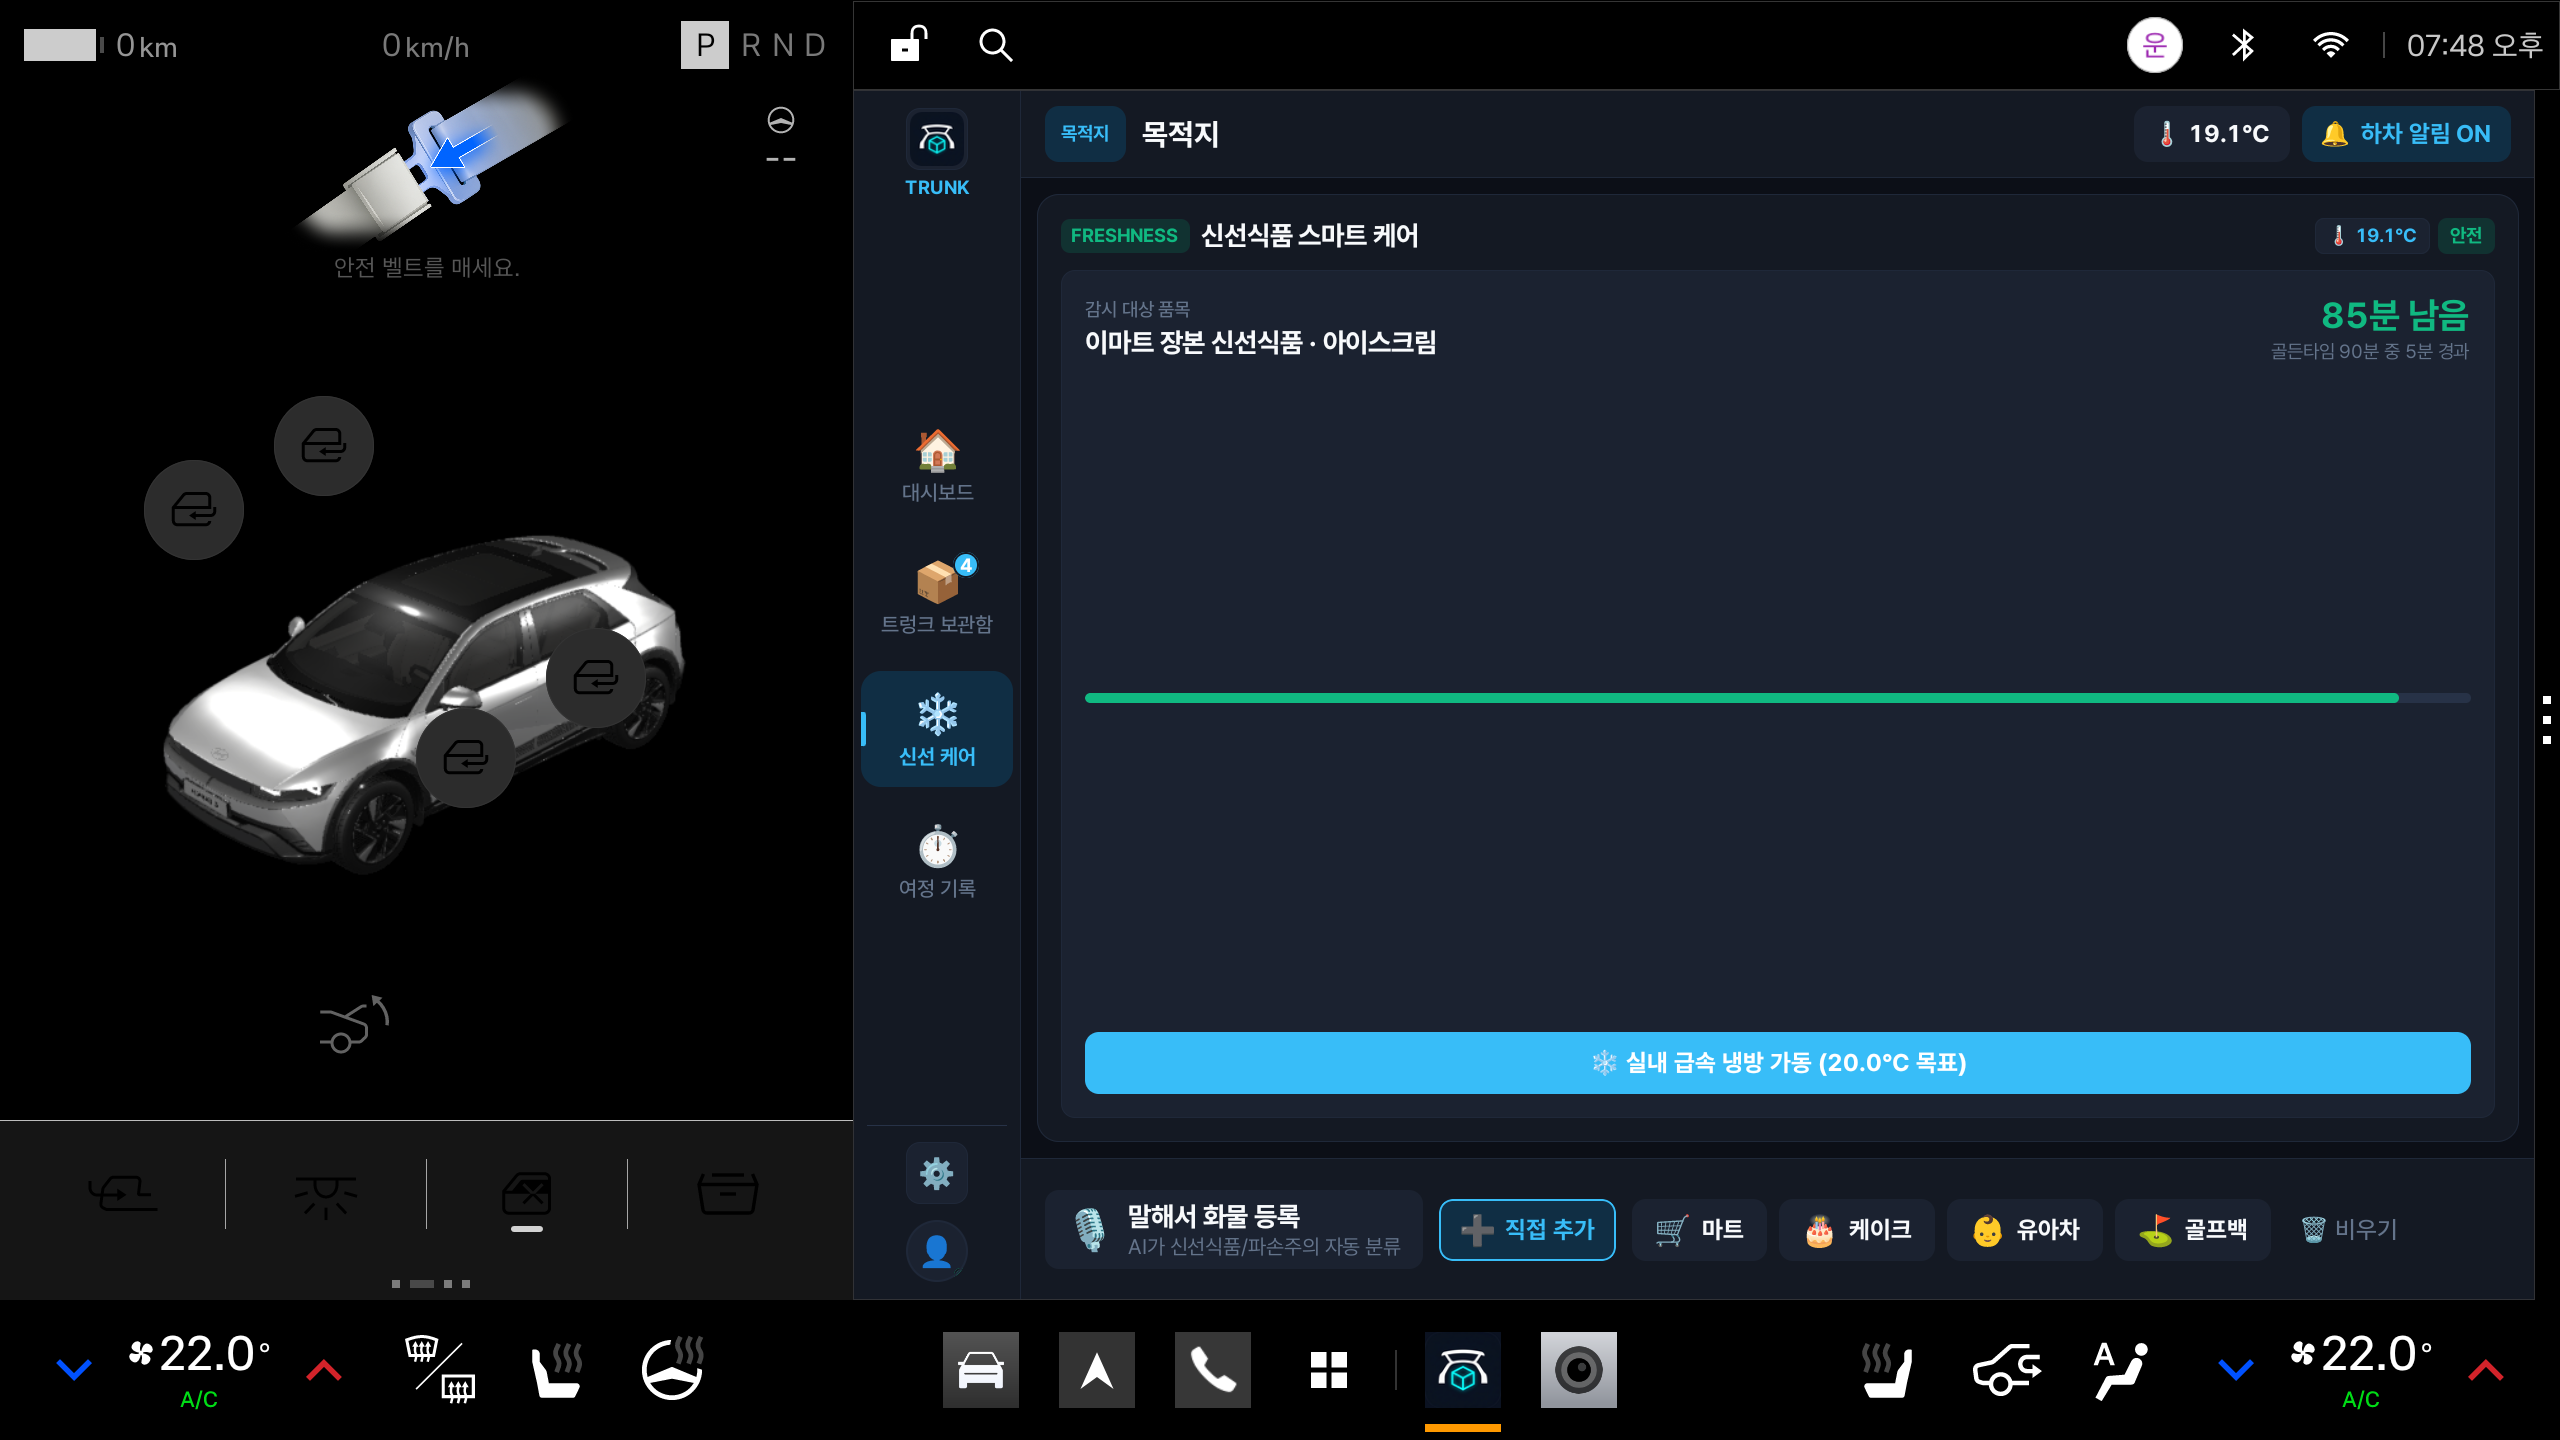 0 km
0 km/h
P R N D
07:48 오후
운
안전 벨트를 매세요.
--
TRUNK
대시보드
4
트렁크 보관함
신선 케어
여정 기록
목적지
목적지
19.1°C
하차 알림 ON
FRESHNESS
신선식품 스마트 케어
19.1°C
안전
감시 대상 품목
이마트 장본 신선식품 · 아이스크림
85분 남음
골든타임 90분 중 5분 경과
실내 급속 냉방 가동 (20.0°C 목표)
말해서 화물 등록
AI가 신선식품/파손주의 자동 분류
직접 추가
마트
케이크
유아차
골프백
비우기
22.0°
A/C
A
22.0°
A/C